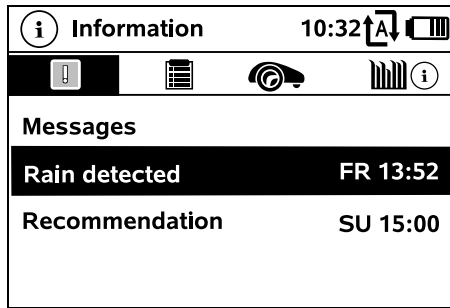 i Information 10:32 A
! i
Messages
Rain detected FR 13:52
Recommendation SU 15:00